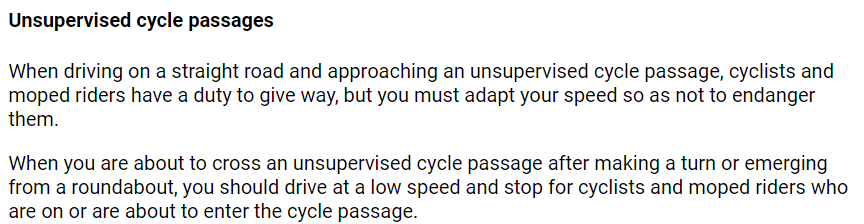 Unsupervised cycle passages
When driving on a straight road and approaching an unsupervised cycle passage, cyclists and
moped riders have a duty to give way, but you must adapt your speed so as not to endanger
them.
When you are about to cross an unsupervised cycle passage after making a turn or emerging
from a roundabout, you should drive at a low speed and stop for cyclists and moped riders who
are on or are about to enter the cycle passage.